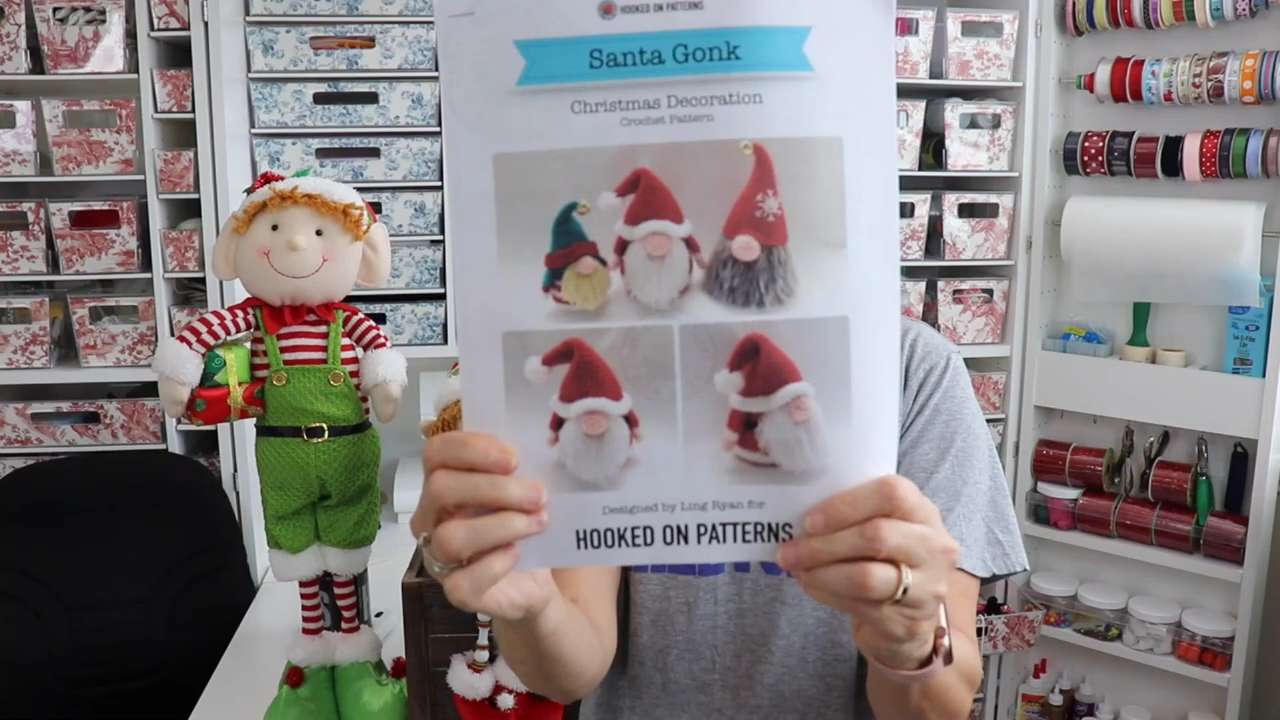 HOOKED ON PATTERNS
Santa Gonk
Christmas Decoration
Crochet Pattern
Designed by Ling Ryan for
HOOKED ON PATTERNS